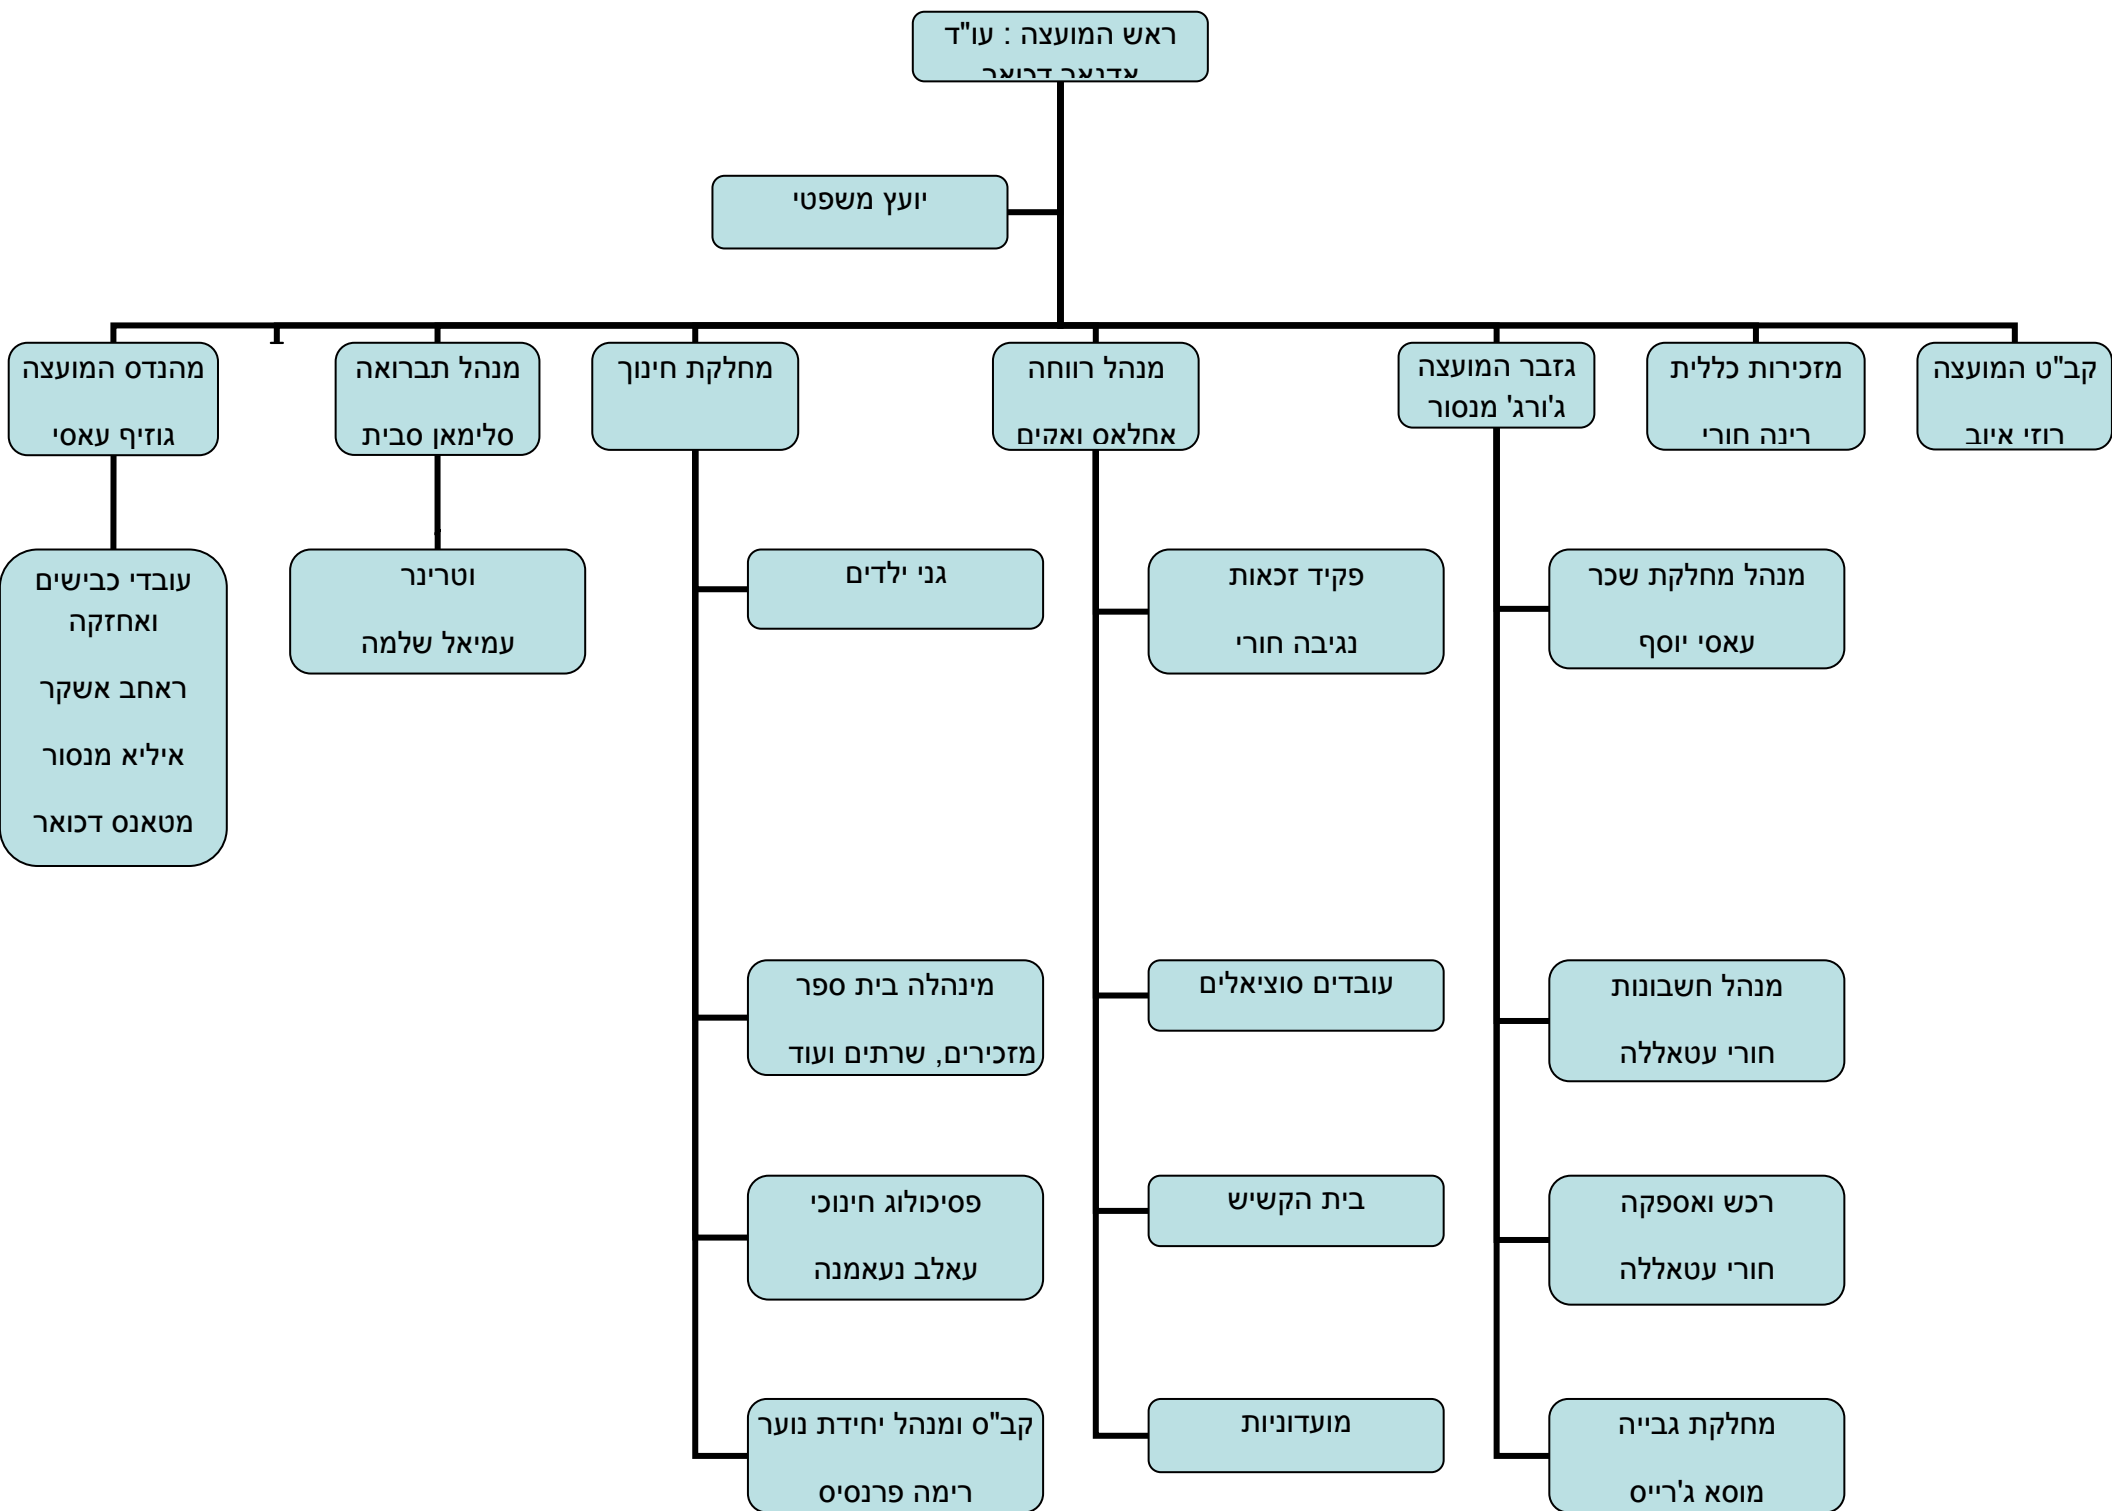 ראש המועצה : עו"ד
יועץ משפטי
קב"ט המועצה
רוזי איוב
מזכירות כללית
רינה חורי
גזבר המועצה
ג'ורג' מנסור
מנהל רווחה
אחלאס ואקים
מחלקת חינוך
מנהל תברואה
סלימאן סבית
מהנדס המועצה
גוזיף עאסי
מנהל מחלקת שכר
עאסי יוסף
מנהל חשבונות
חורי עטאללה
רכש ואספקה
חורי עטאללה
מחלקת גבייה
מוסא ג'רייס
פקיד זכאות
נגיבה חורי
עובדים סוציאלים
בית הקשיש
מועדוניות
גני ילדים
מינהלה בית ספר
מזכירים, שרתים ועוד
פסיכולוג חינוכי
עאלב נעאמנה
קב"ס ומנהל יחידת נוער
רימה פרנסיס
וטרינר
עמיאל שלמה
עובדי כבישים
ואחזקה
ראחב אשקר
איליא מנסור
מטאנס דכואר